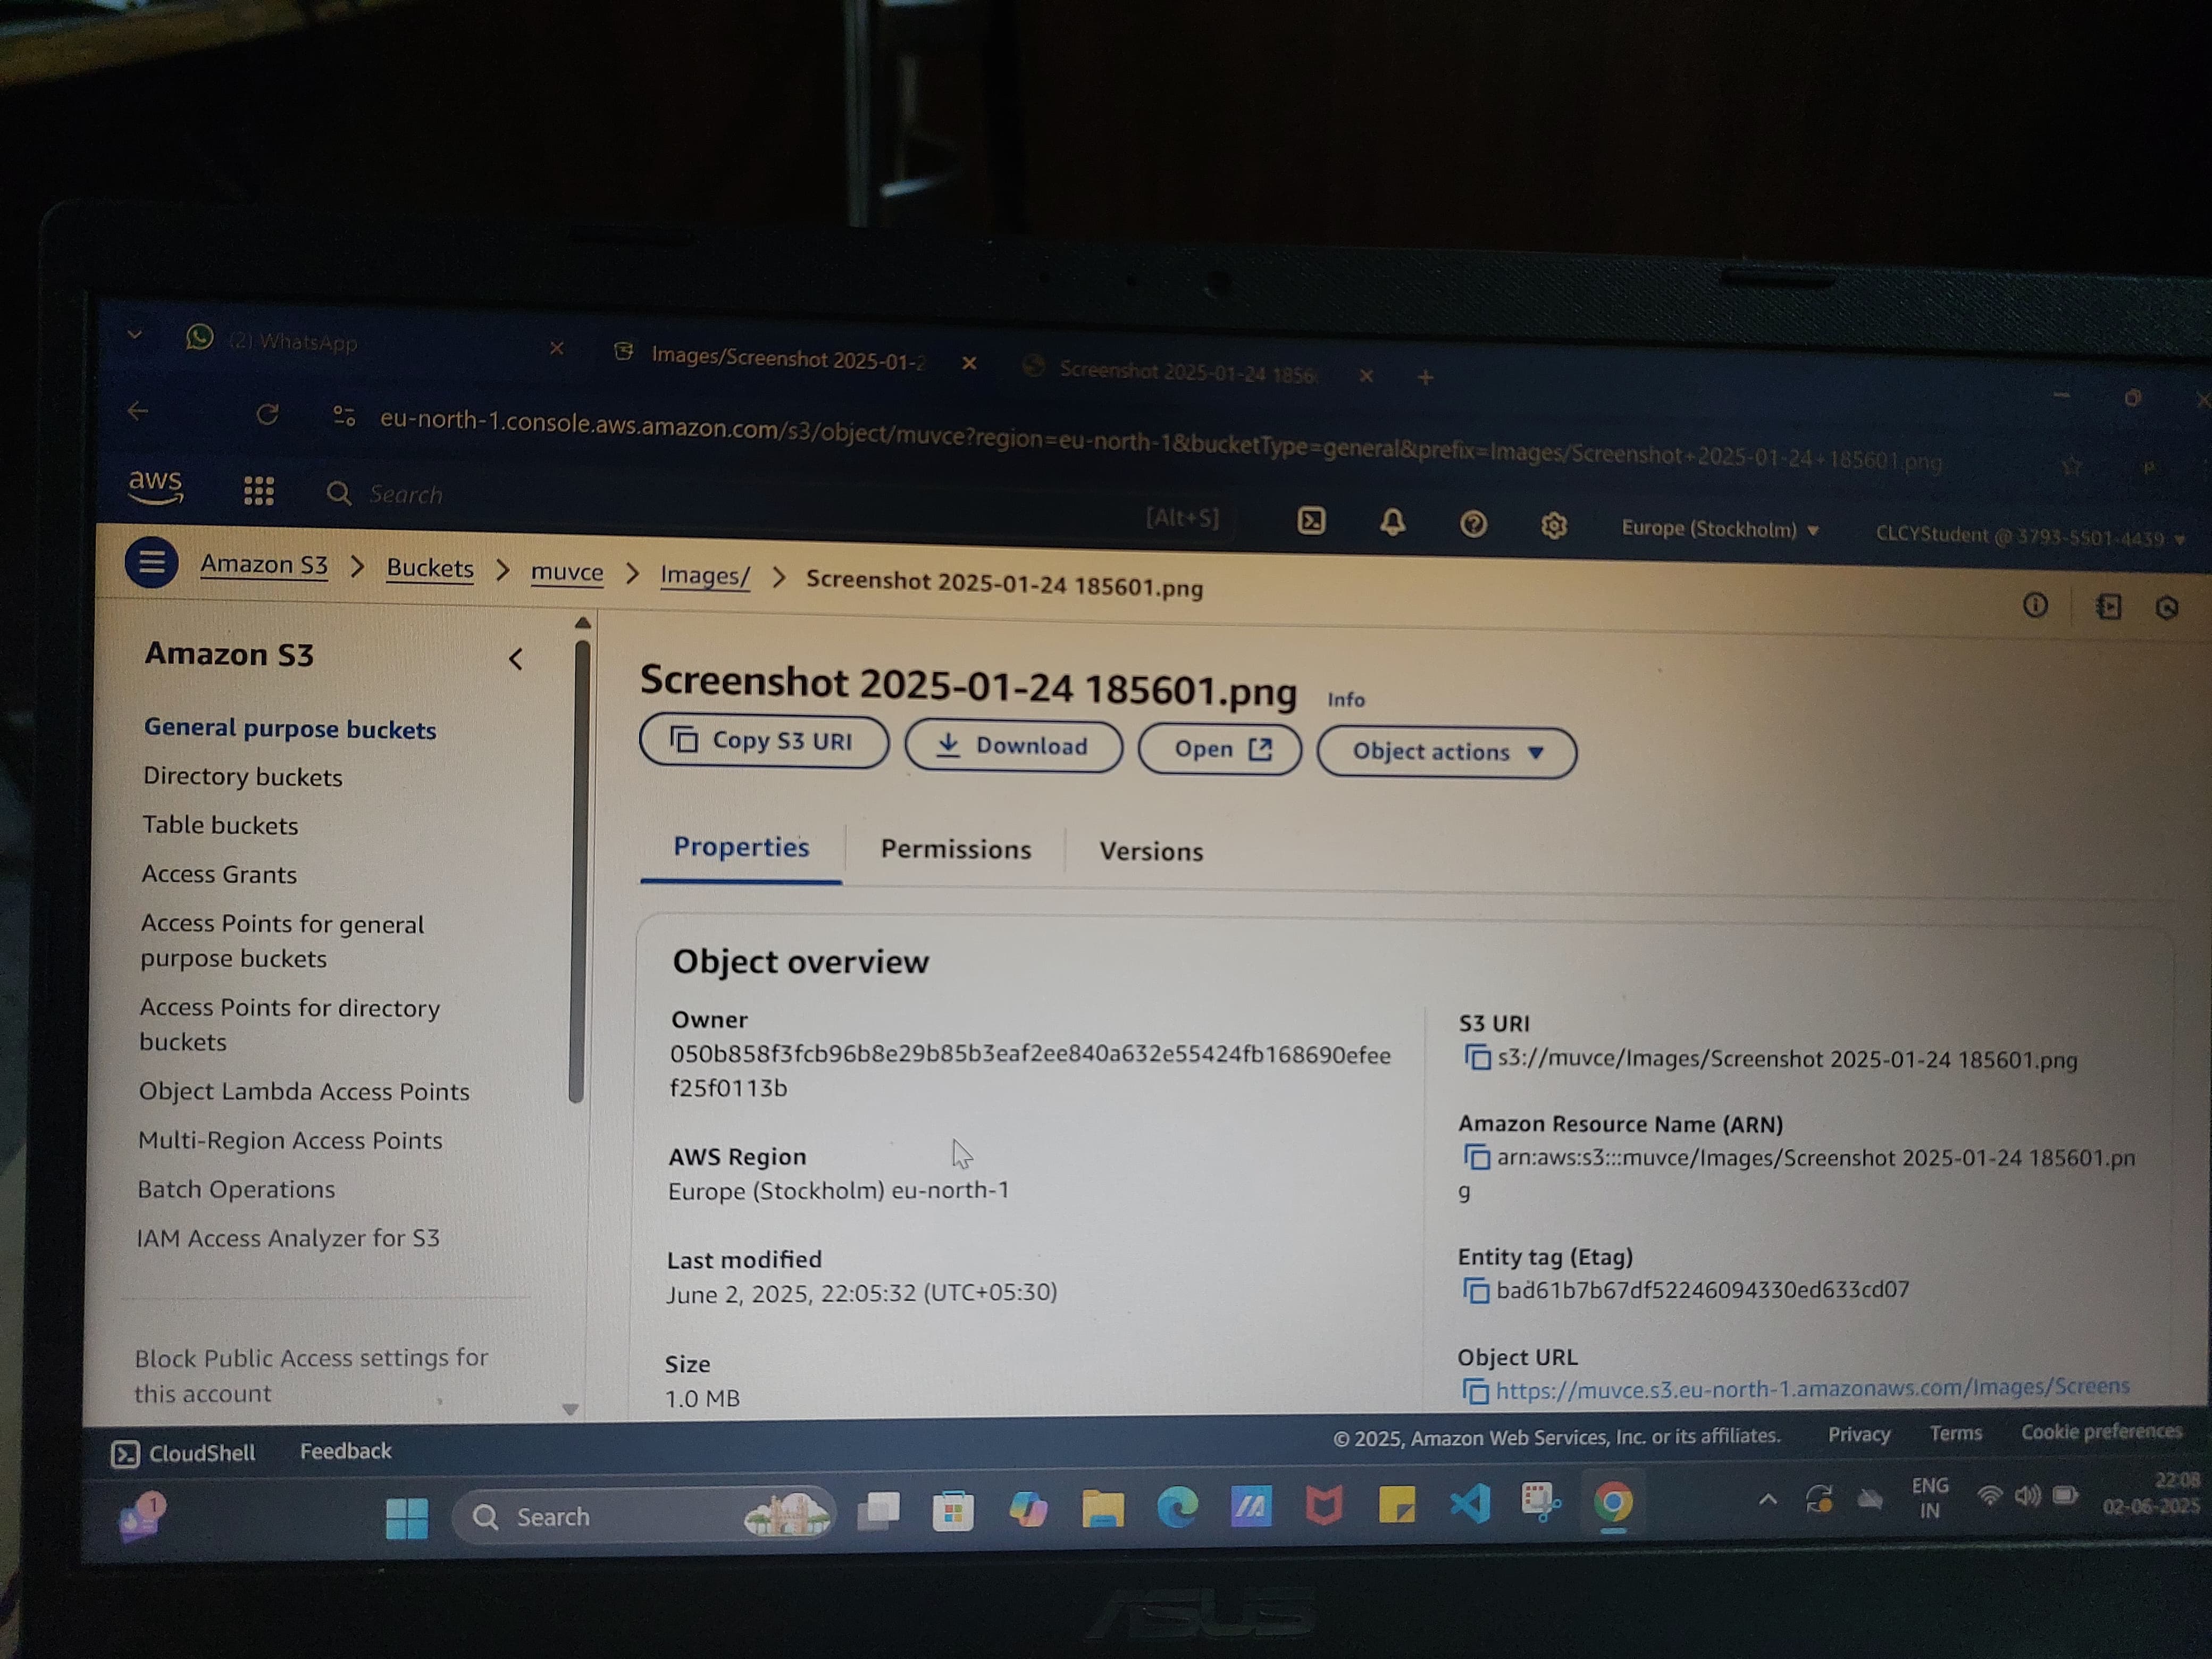 (2) WhatsApp
Images/Screenshot 2025-01-2
Screenshot 2025-01-24 1856
eu-north-1.console.aws.amazon.com/s3/object/muvce?region=eu-north-1&bucketType=general&prefix=Images/Screenshot+2025-01-24+185601.png
aws
Search
[Alt+S]
Europe (Stockholm)
CLCYStudent @ 3793-5501-4439
Amazon S3 > Buckets > muvce > Images/ > Screenshot 2025-01-24 185601.png
Amazon S3
General purpose buckets
Directory buckets
Table buckets
Access Grants
Access Points for general
purpose buckets
Access Points for directory
buckets
Object Lambda Access Points
Multi-Region Access Points
Batch Operations
IAM Access Analyzer for S3
Block Public Access settings for
this account
Screenshot 2025-01-24 185601.png Info
Copy S3 URI
Download
Open
Object actions
Properties
Permissions
Versions
Object overview
Owner
050b858f3fcb96b8e29b85b3eaf2ee840a632e55424fb168690efee
f25f0113b
AWS Region
Europe (Stockholm) eu-north-1
Last modified
June 2, 2025, 22:05:32 (UTC+05:30)
Size
1.0 MB
S3 URI
s3://muvce/Images/Screenshot 2025-01-24 185601.png
Amazon Resource Name (ARN)
arn:aws:s3:::muvce/Images/Screenshot 2025-01-24 185601.pn
g
Entity tag (Etag)
bad61b7b67df52246094330ed633cd07
Object URL
https://muvce.s3.eu-north-1.amazonaws.com/Images/Screens
CloudShell
Feedback
© 2025, Amazon Web Services, Inc. or its affiliates.
Privacy
Terms
Cookie preferences
1
Search
ENG
IN
22:08
02-06-2025
ASUS